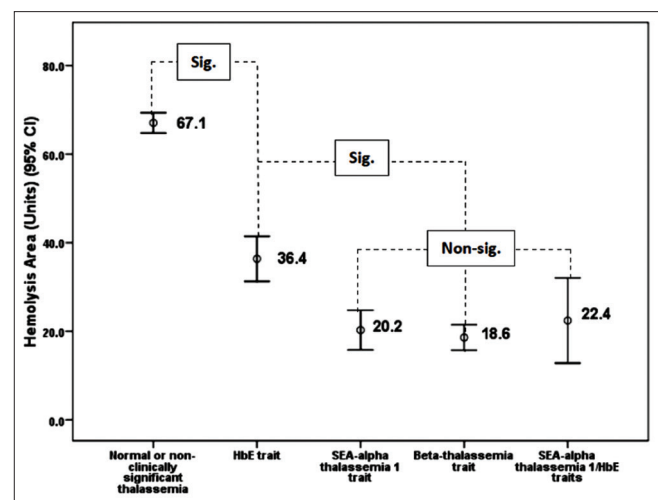 Hemolysis Area (Units) (95% CI)
80.0
60.0
40.0
20.0
0.0
Sig.
67.1
Sig.
36.4
Non-sig.
20.2
18.6
22.4
Normal or non-
clinically
significant
thalassemia
HbE trait
SEA-alpha
thalassemia 1
trait
Beta-thalassemia
trait
SEA-alpha
thalassemia 1/HbE
traits